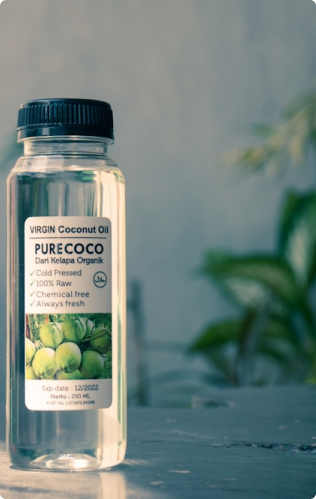 VIRGIN Coconut Oil
PURECOCO
Dari Kelapa Organik
✓Cold Pressed
✓100% Raw
✓Chemical free
✓Always fresh
Exp date : 12/2022
Netto : 250 ML